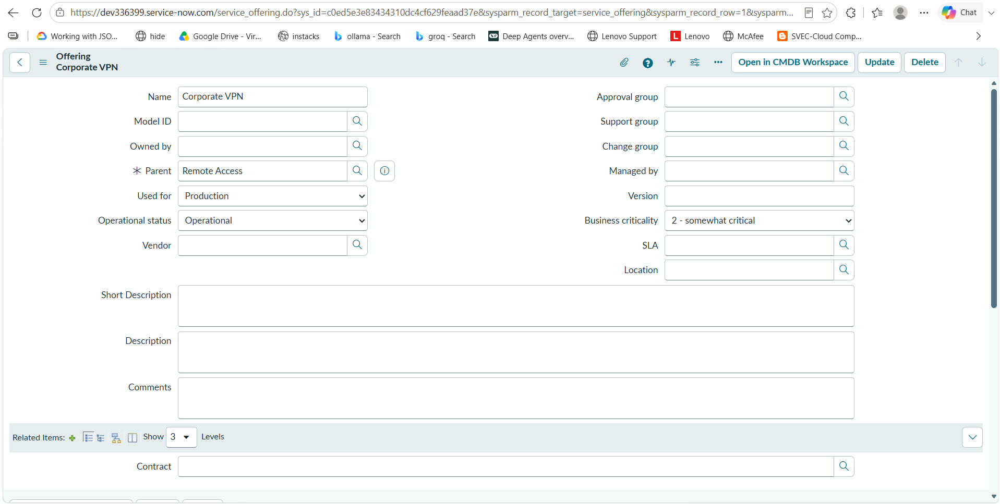 https://dev336399.service-now.com/service_offering.do?sys_id=c0ed5e3e83434310dc4cf629feaad37e&sysparm_record_target=service_offering&sysparm_record_row=1&sysparm...
Chat
Working with JSO...
hide
Google Drive - Vir...
instacks
ollama - Search
groq - Search
Deep Agents overv...
Lenovo Support
L Lenovo
McAfee
SVEC-Cloud Comp...
Offering
Corporate VPN
Open in CMDB Workspace
Update
Delete
Name Corporate VPN
Approval group
Model ID
Support group
Owned by
Change group
* Parent Remote Access
Managed by
Used for Production
Version
Operational status Operational
Business criticality 2 - somewhat critical
Vendor
SLA
Location
Short Description
Description
Comments
Related Items: Show 3 Levels
Contract